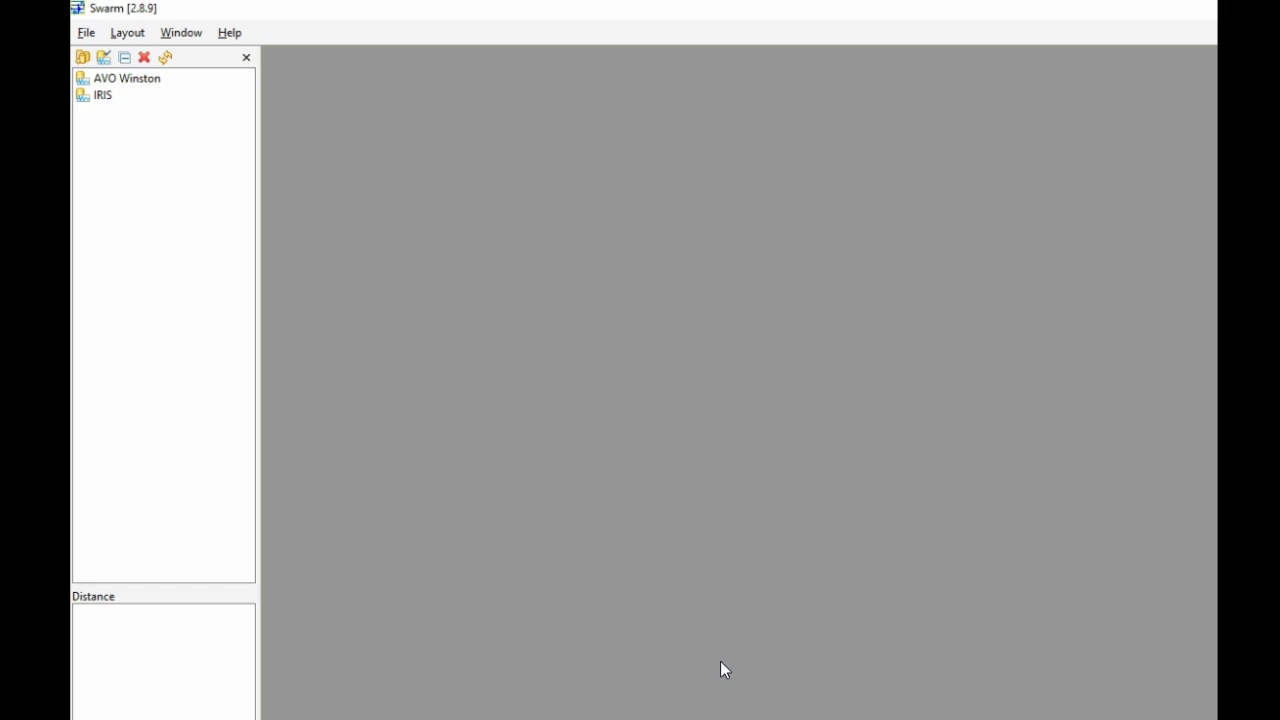 Swarm [2.8.9]
File Layout Window Help
AVO Winston
IRIS
Distance